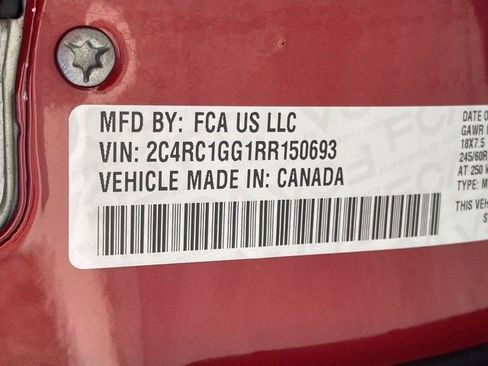 MFD BY: FCA US LLC
VIN: 2C4RC1GG1RR150693
VEHICLE MADE IN: CANADA
DATE O
GAWR
18X7.5
245/60R
AT 250 k
TYPE: M
THIS VEH